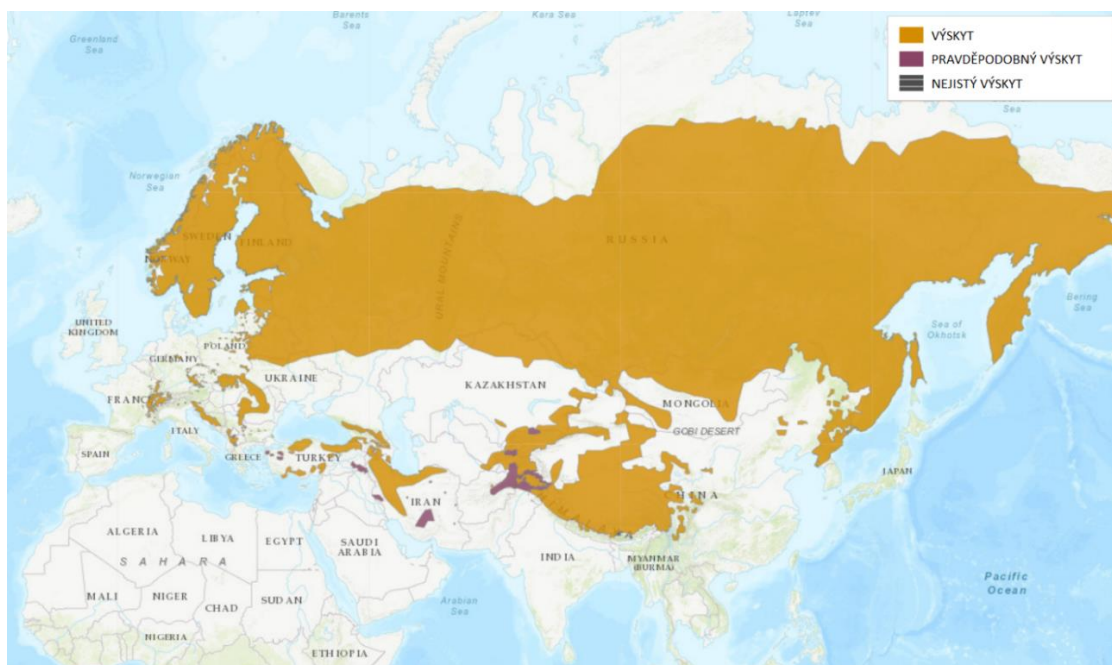 Barents
Sea
Kara Sea
Laptev
Sea
Greenland
Sea
VÝSKYT
PRAVDĚPODOBNÝ VÝSKYT
NEJISTÝ VÝSKYT
Sea
Norwegian
Sea
SWEDEN
FINLAND
NORWAY
RUSSIA
URAL MOUNTAINS
Bering
Sea
Sea of
Okhotsk
UNITED
KINGDOM
POLAND
GERMANY
UKRAINE
KAZAKHSTAN
MONGOLIA
FRANC
GOBI DESERT
ITALY
SPAIN
GREECE
TURKEY
JAPAN
IRAN
CHINA
HIMALAYA
ALGERIA
LIBYA
EGYPT
SAUDI
ARABIA
INDIA
MYANMAR
(BURMA)
SAHARA
Pacific
Ocean
MALI
NIGER
CHAD
SUDAN
Arabian
Sea
NIGERIA
ETHIOPIA